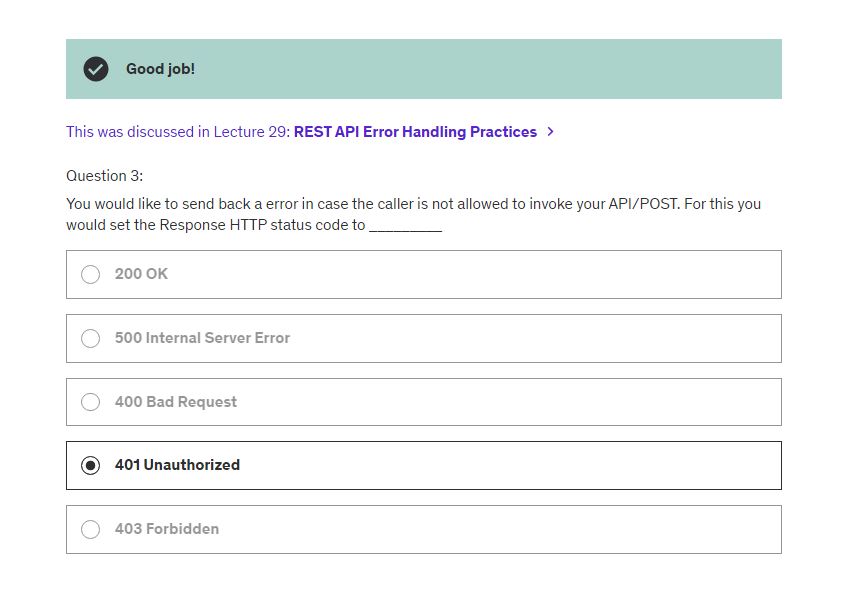 Good job!
This was discussed in Lecture 29: REST API Error Handling Practices >
Question 3:
You would like to send back a error in case the caller is not allowed to invoke your API/POST. For this you
would set the Response HTTP status code to _________
200 OK
500 Internal Server Error
400 Bad Request
401 Unauthorized
403 Forbidden